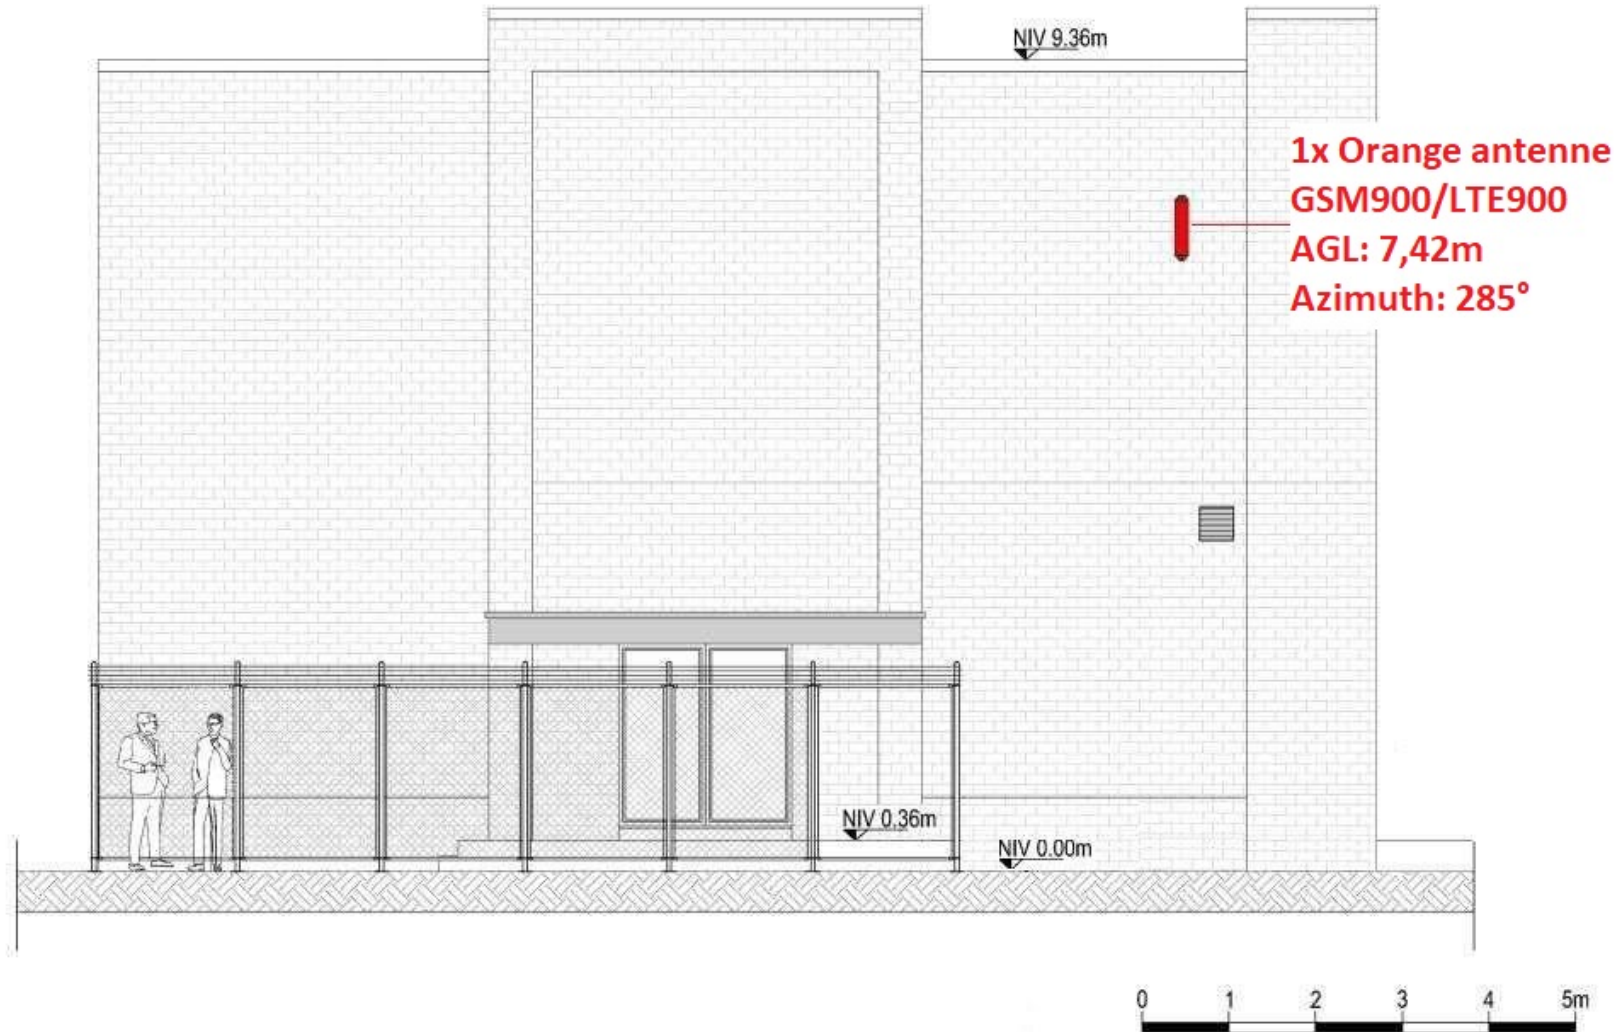 NIV 9.36m
1x Orange antenne
GSM900/LTE900
AGL: 7,42m
Azimuth: 285°
NIV 0.36m
NIV 0.00m
0 1 2 3 4 5m